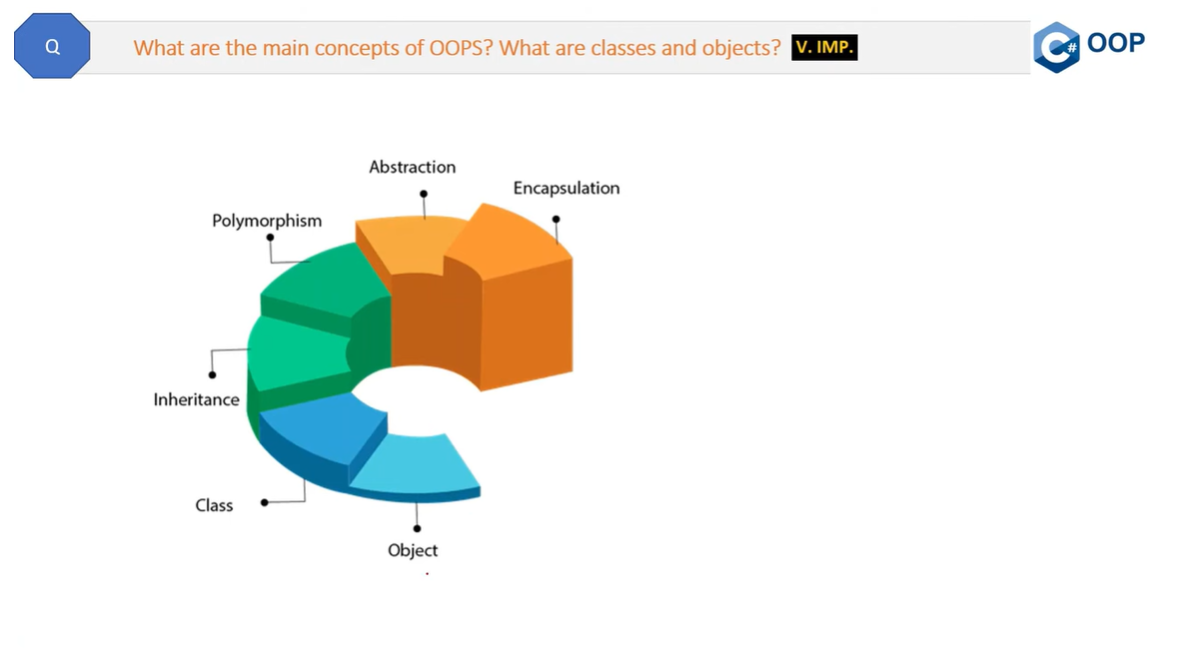 Q
What are the main concepts of OOPS? What are classes and objects? V. IMP.
C# OOP
Abstraction
Encapsulation
Polymorphism
Inheritance
Class
Object